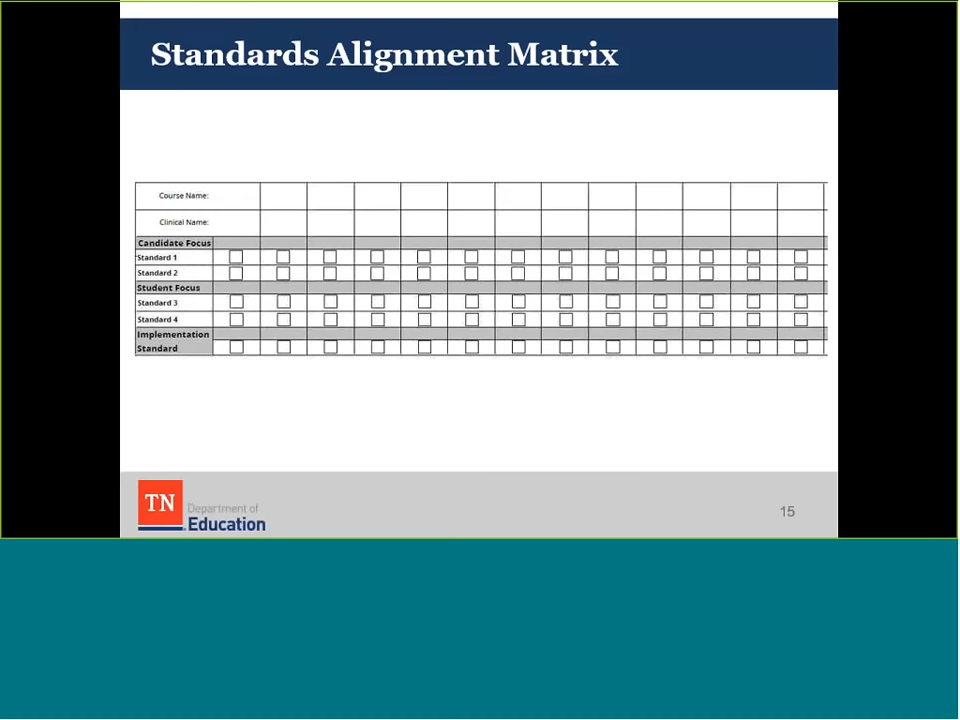 Standards Alignment Matrix
Course Name:
Clinical Name:
Candidate Focus
Standard 1
Standard 2
Student Focus
Standard 3
Standard 4
Implementation
Standard
TN
Department of
Education
15